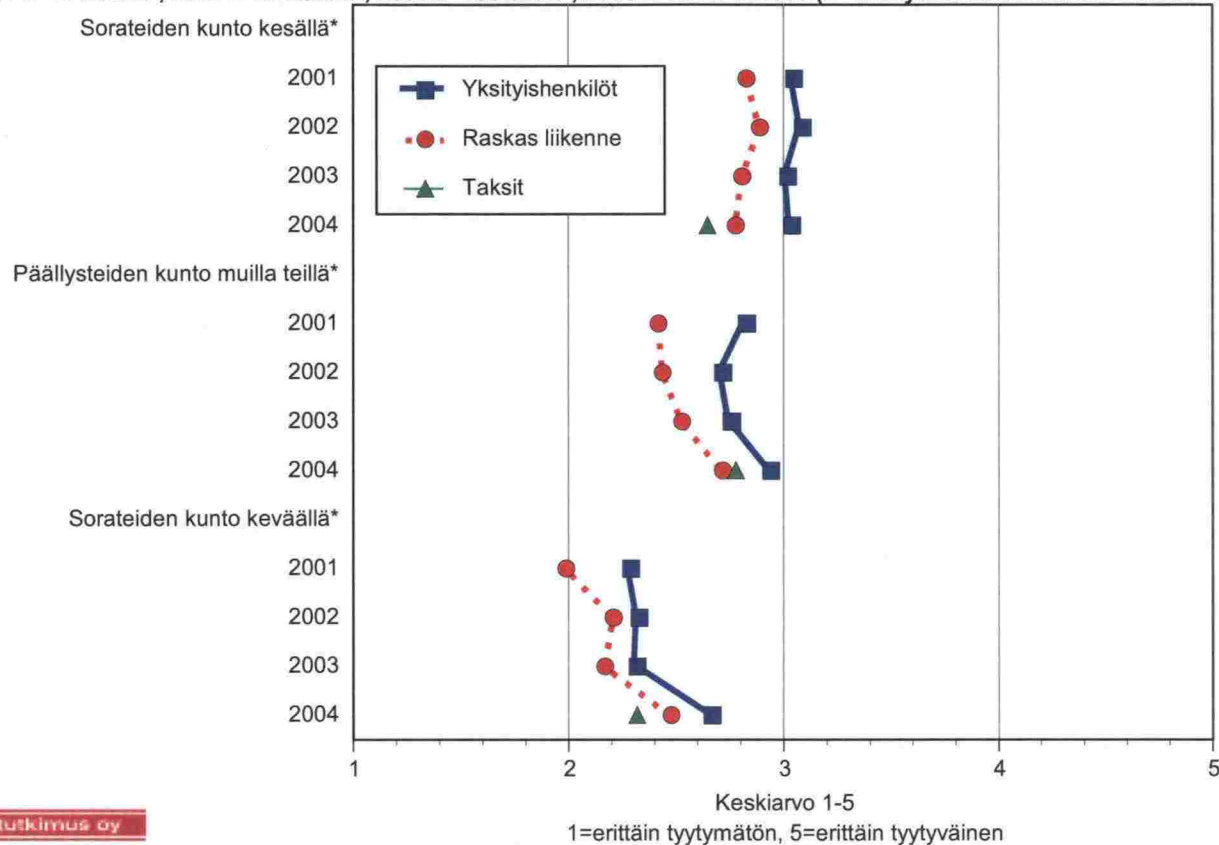 Sorateiden kunto kesällä*
2001
2002
2003
2004
Yksityishenkilöt
Raskas liikenne
Taksit
Päällysteiden kunto muilla teillä*
2001
2002
2003
2004
Sorateiden kunto keväällä*
2001
2002
2003
2004
1 2 3 4 5
Keskiarvo 1-5
1=erittäin tyytymätön, 5=erittäin tyytyväinen
tutkimus oy